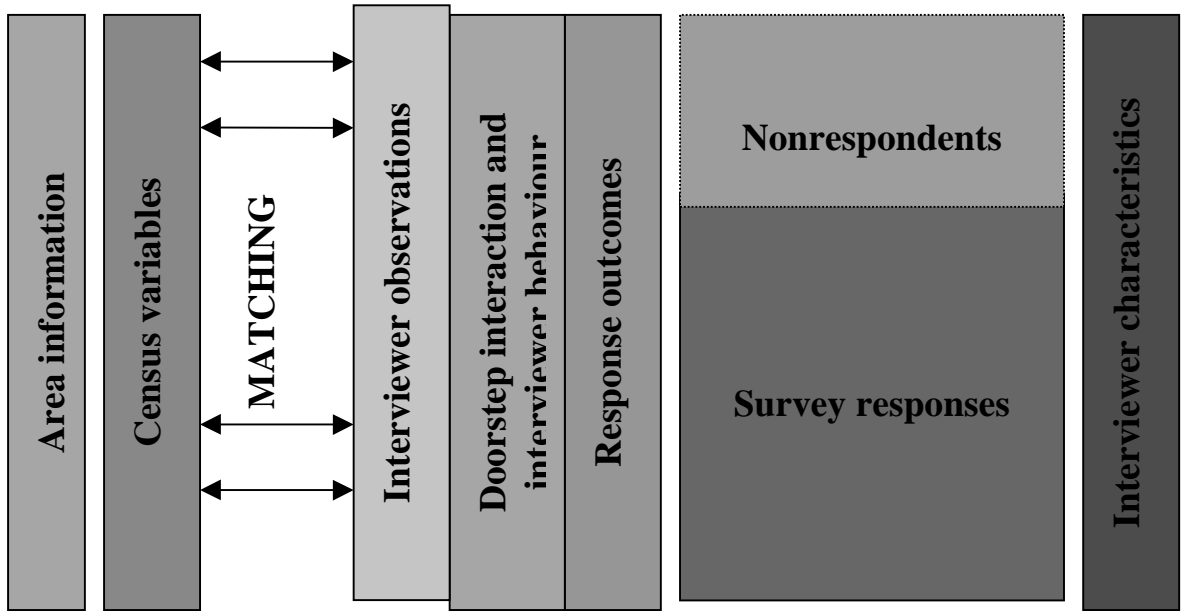 Area information
Census variables
MATCHING
Interviewer observations
Doorstep interaction and
interviewer behaviour
Response outcomes
Nonrespondents
Survey responses
Interviewer characteristics